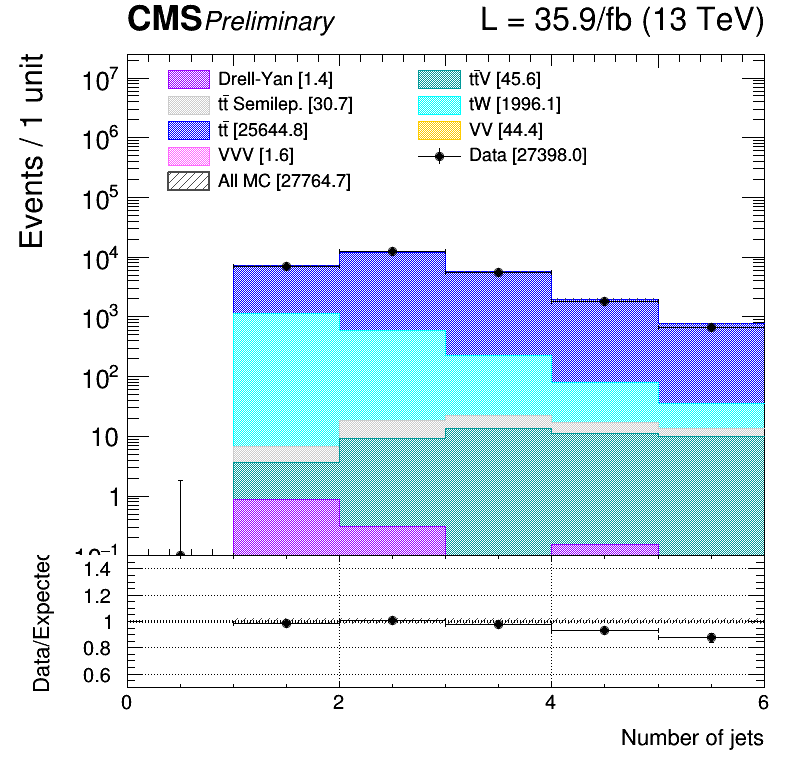 CMS Preliminary L = 35.9/fb (13 TeV)
Events / 1 unit
Drell-Yan [1.4]
tt̄ Semilep. [30.7]
tt̄ [25644.8]
VVV [1.6]
All MC [27764.7]
tt̄V [45.6]
tW [1996.1]
VV [44.4]
Data [27398.0]
10⁷
10⁶
10⁵
10⁴
10³
10²
10
1
10⁻¹
Data/Expected
1.4
1.2
1
0.8
0.6
0 2 4 6
Number of jets